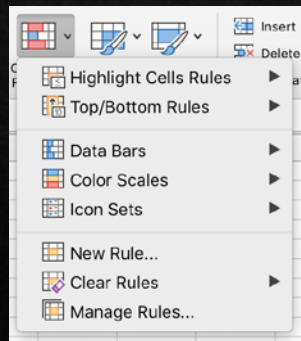 Insert
Delete
Highlight Cells Rules
Top/Bottom Rules
Data Bars
Color Scales
Icon Sets
New Rule...
Clear Rules
Manage Rules...